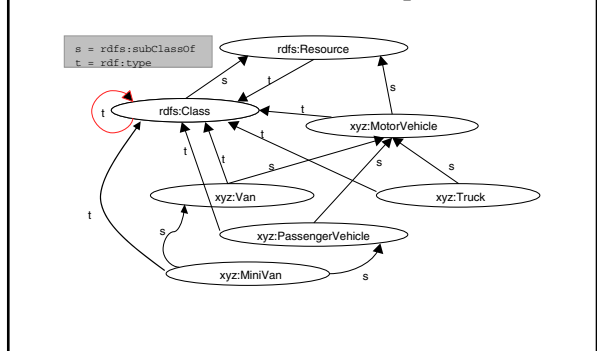 s = rdfs:subClassOf
t = rdf:type
rdfs:Resource
s
t
s
t
rdfs:Class
t
xyz:MotorVehicle
t
t
t
s
s
s
xyz:Van
xyz:Truck
t
s
xyz:PassengerVehicle
xyz:MiniVan
s